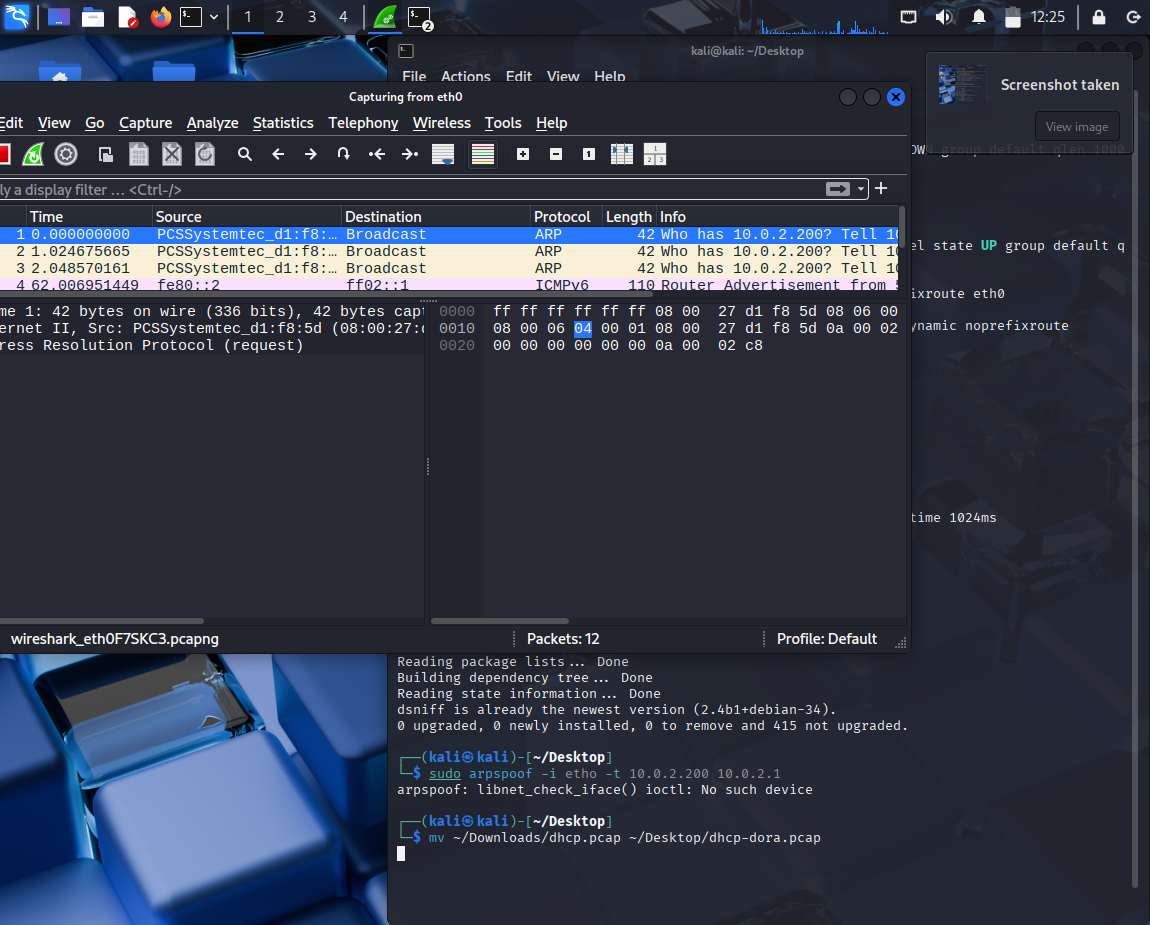 1 2 3 4 2 12:25
kali@kali: ~/Desktop
File Actions Edit View Help
Screenshot taken
View image
Capturing from eth0
Edit View Go Capture Analyze Statistics Telephony Wireless Tools Help
OWN group default qlen 1000
ly a display filter … <Ctrl-/>
Time Source Destination Protocol Length Info
1 0.000000000 PCSSystemtec_d1:f8:… Broadcast ARP 42 Who has 10.0.2.200? Tell 10
2 1.024675665 PCSSystemtec_d1:f8:… Broadcast ARP 42 Who has 10.0.2.200? Tell 10
3 2.048570161 PCSSystemtec_d1:f8:… Broadcast ARP 42 Who has 10.0.2.200? Tell 10
4 62.006951449 fe80::2 ff02::1 ICMPv6 110 Router Advertisement from
el state UP group default q
ixroute eth0
ynamic noprefixroute
time 1024ms
me 1: 42 bytes on wire (336 bits), 42 bytes capt
ernet II, Src: PCSSystemtec_d1:f8:5d (08:00:27:d
ress Resolution Protocol (request)
0000 ff ff ff ff ff ff 08 00 27 d1 f8 5d 08 06 00
0010 08 00 06 04 00 01 08 00 27 d1 f8 5d 0a 00 02
0020 00 00 00 00 00 00 0a 00 02 c8
wireshark_eth0F7SKC3.pcapng Packets: 12 Profile: Default
Reading package lists... Done
Building dependency tree... Done
Reading state information... Done
dsniff is already the newest version (2.4b1+debian-34).
0 upgraded, 0 newly installed, 0 to remove and 415 not upgraded.
┌──(kali㉿kali)-[~/Desktop]
└─$ sudo arpspoof -i etho -t 10.0.2.200 10.0.2.1
arpspoof: libnet_check_iface() ioctl: No such device
┌──(kali㉿kali)-[~/Desktop]
└─$ mv ~/Downloads/dhcp.pcap ~/Desktop/dhcp-dora.pcap